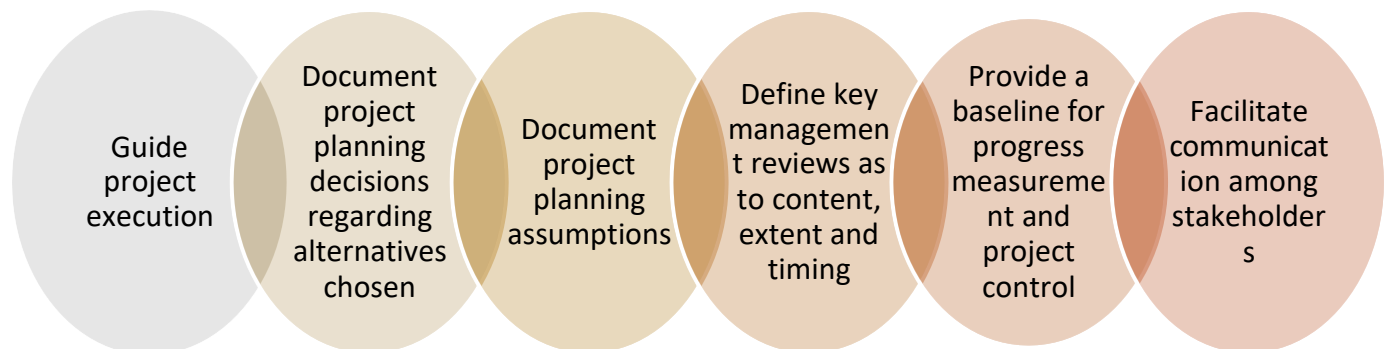 Guide
project
execution
Document
project
planning
decisions
regarding
alternatives
chosen
Document
project
planning
assumptions
Define key
managemen
t reviews as
to content,
extent and
timing
Provide a
baseline for
progress
measureme
nt and
project
control
Facilitate
communicat
ion among
stakeholder
s